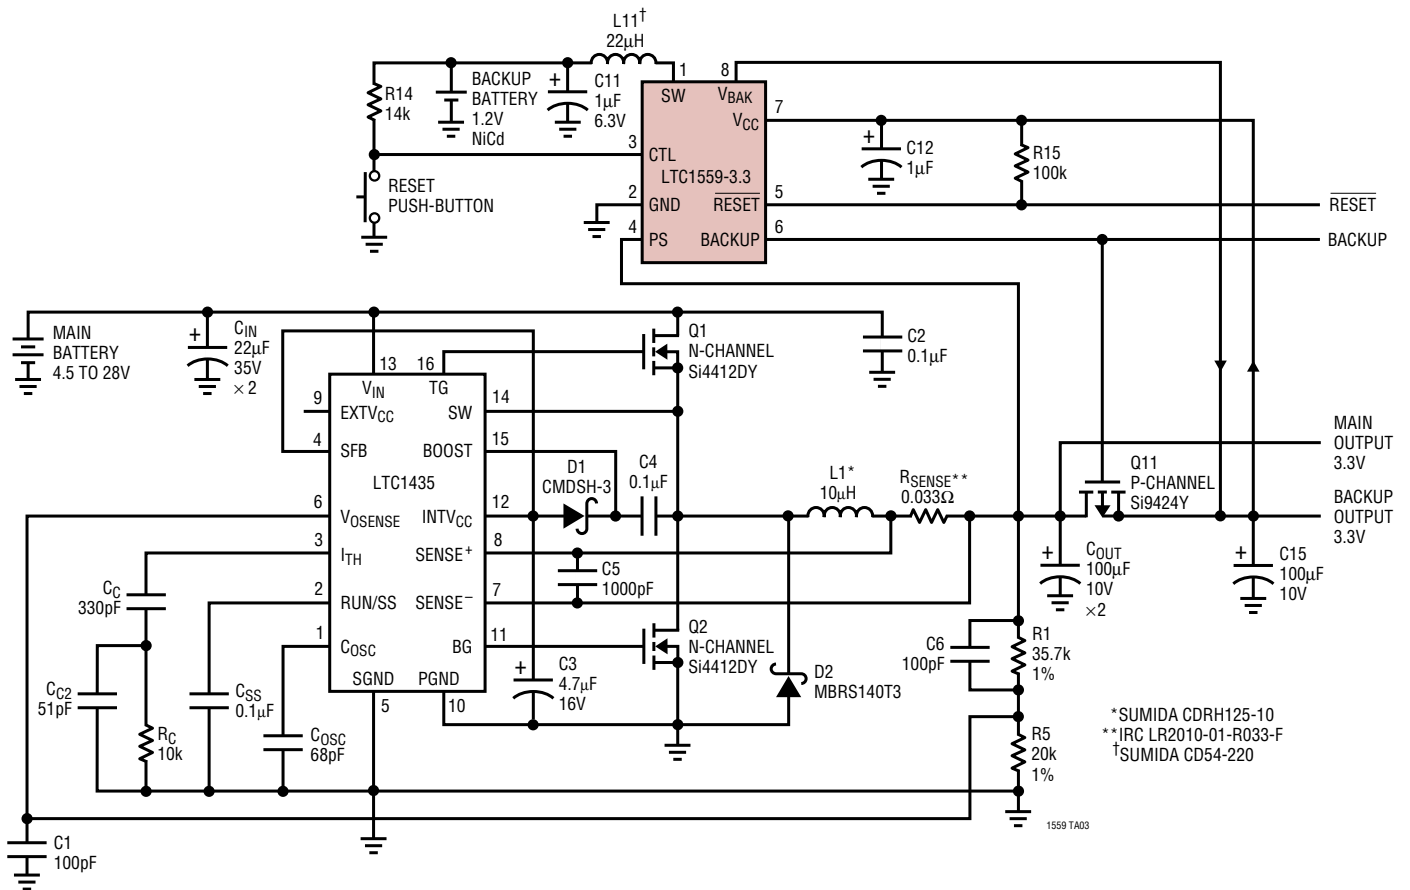 L11†
22µH
R14
14k
BACKUP
BATTERY
1.2V
NiCd
+
C11
1µF
6.3V
1
8
SW
VBAK
VCC
7
3
CTL
LTC1559-3.3
2
GND
RESET
5
4
PS
BACKUP
6
+
C12
1µF
R15
100k
RESET
BACKUP
RESET
PUSH-BUTTON
MAIN
BATTERY
4.5 TO 28V
+
CIN
22µF
35V
× 2
13
16
VIN
TG
9
EXTVCC
SW
14
4
SFB
BOOST
15
LTC1435
6
VOSENSE
INTVCC
12
3
ITH
SENSE+
8
2
RUN/SS
SENSE–
7
1
COSC
BG
11
SGND
PGND
5
10
Q1
N-CHANNEL
Si4412DY
C2
0.1µF
D1
CMDSH-3
C4
0.1µF
L1*
10µH
RSENSE**
0.033Ω
Q11
P-CHANNEL
Si9424Y
MAIN
OUTPUT
3.3V
BACKUP
OUTPUT
3.3V
C5
1000pF
+
COUT
100µF
10V
×2
+
C15
100µF
10V
CC
330pF
CC2
51pF
RC
10k
CSS
0.1µF
COSC
68pF
+
C3
4.7µF
16V
Q2
N-CHANNEL
Si4412DY
D2
MBRS140T3
C6
100pF
R1
35.7k
1%
R5
20k
1%
*SUMIDA CDRH125-10
**IRC LR2010-01-R033-F
†SUMIDA CD54-220
1559 TA03
C1
100pF